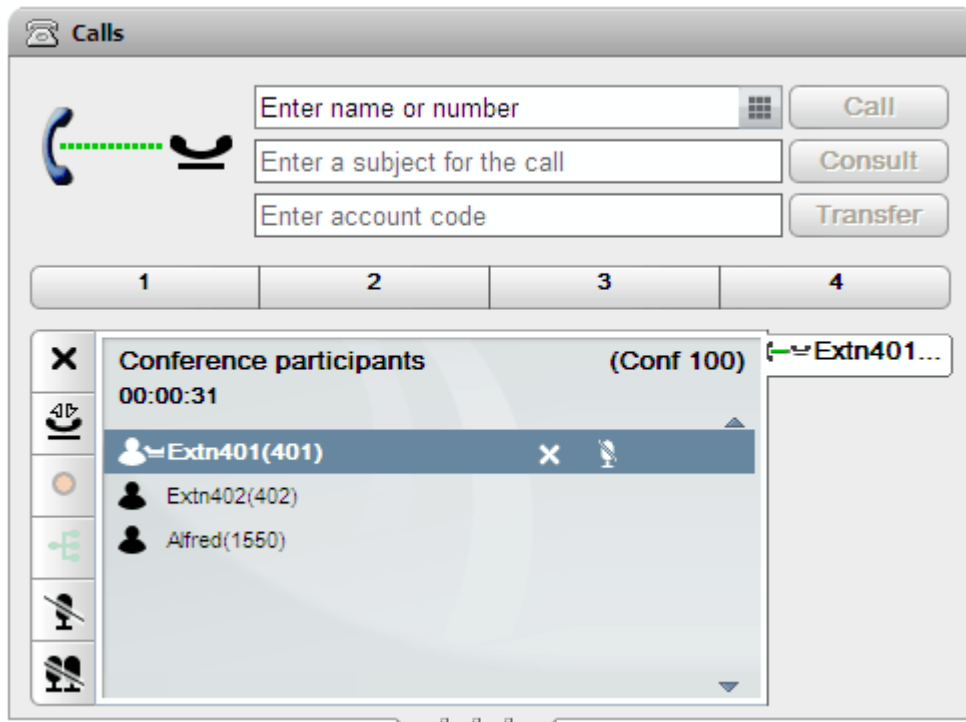 Calls
Enter name or number
Call
Enter a subject for the call
Consult
Enter account code
Transfer
1 2 3 4
Conference participants (Conf 100)
00:00:31
Extn401(401)
Extn402(402)
Alfred(1550)
Extn401...